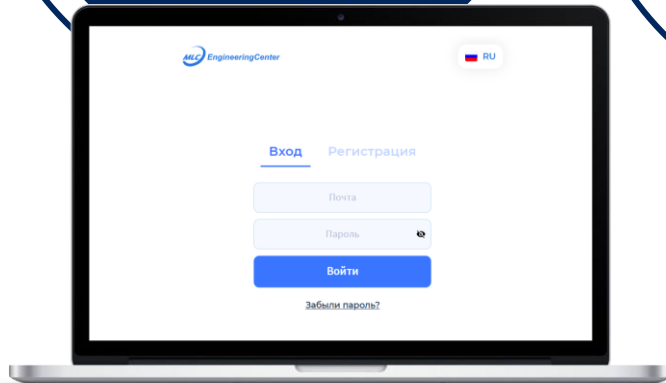 MLC EngineeringCenter
RU
Вход Регистрация
Почта
Пароль
Войти
Забыли пароль?